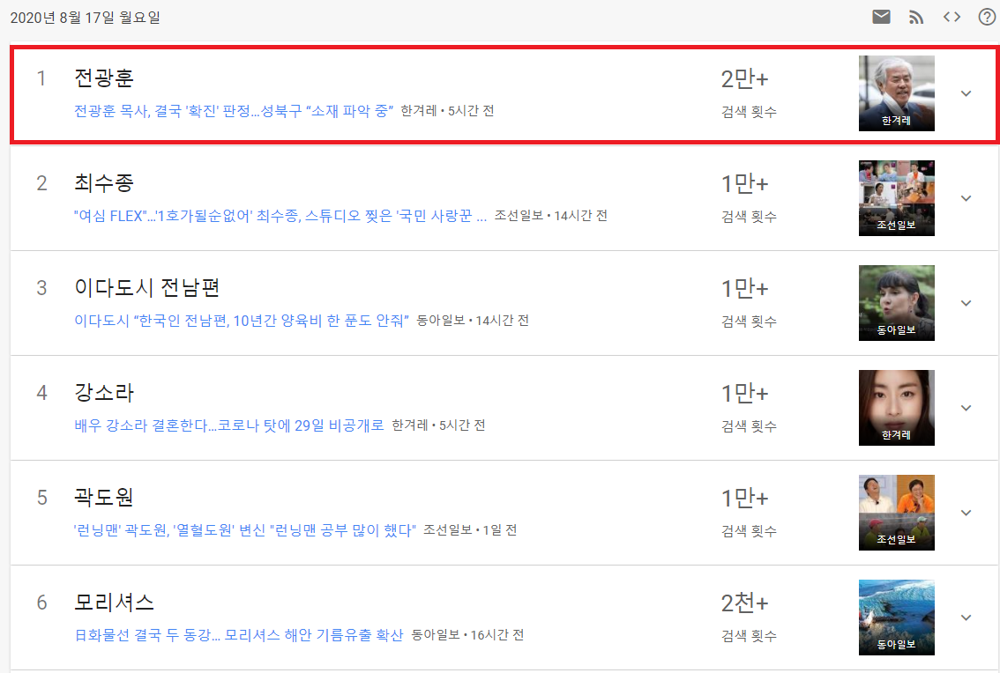 2020년 8월 17일 월요일
1
전광훈
전광훈 목사, 결국 '확진' 판정...성북구 “소재 파악 중” 한겨레 • 5시간 전
2만+
검색 횟수
한겨레
2
최수종
"여심 FLEX"...'1호가될순없어' 최수종, 스튜디오 찢은 '국민 사랑꾼 ... 조선일보 • 14시간 전
1만+
검색 횟수
조선일보
3
이다도시 전남편
이다도시 “한국인 전남편, 10년간 양육비 한 푼도 안줘” 동아일보 • 14시간 전
1만+
검색 횟수
동아일보
4
강소라
배우 강소라 결혼한다...코로나 탓에 29일 비공개로 한겨레 • 5시간 전
1만+
검색 횟수
한겨레
5
곽도원
'런닝맨' 곽도원, '열혈도원' 변신 "런닝맨 공부 많이 했다" 조선일보 • 1일 전
1만+
검색 횟수
조선일보
6
모리셔스
日화물선 결국 두 동강... 모리셔스 해안 기름유출 확산 동아일보 • 16시간 전
2천+
검색 횟수
동아일보